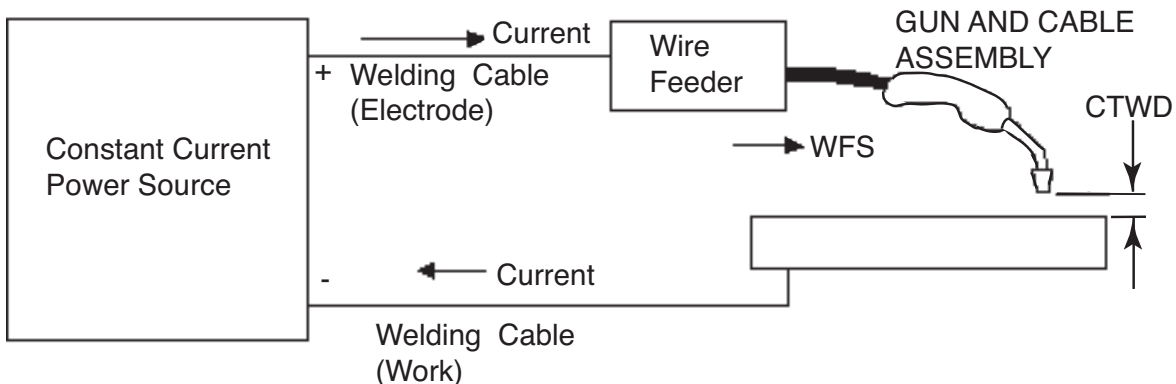 Constant Current
Power Source
Current
+ Welding Cable
(Electrode)
Wire
Feeder
GUN AND CABLE
ASSEMBLY
CTWD
WFS
-
Current
Welding Cable
(Work)